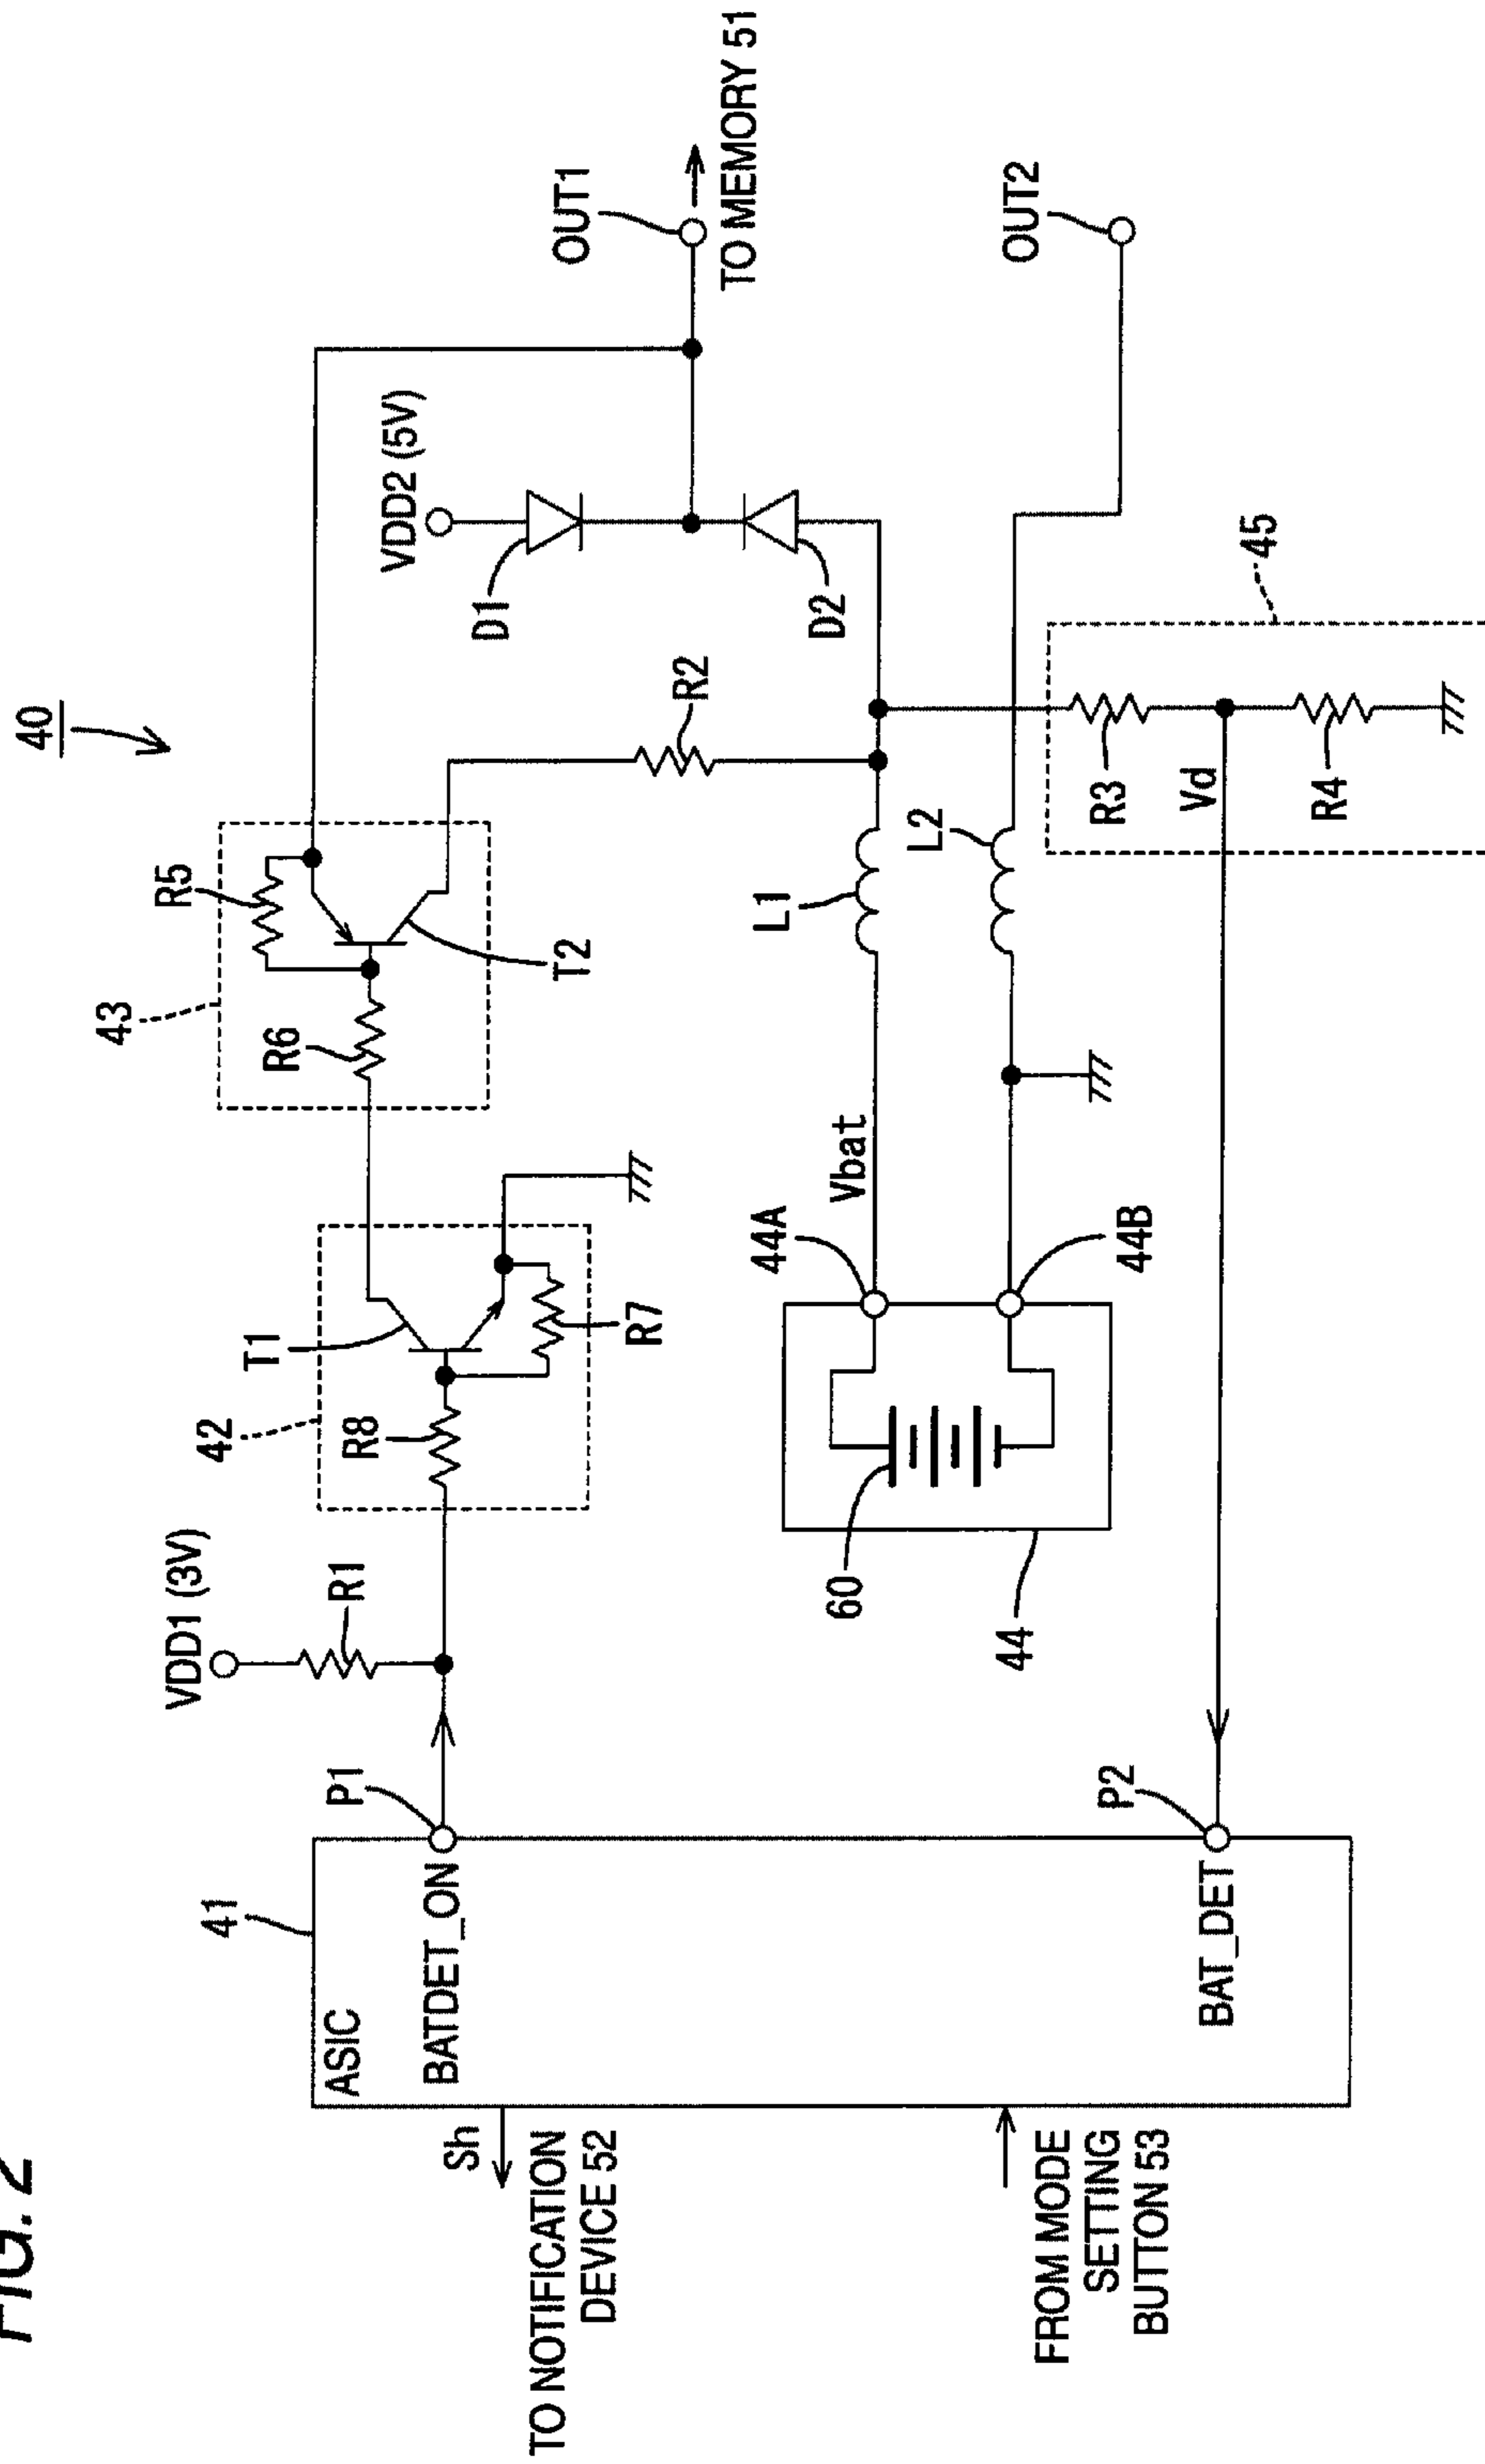 FIG. 2
40
43
R5
R6
T2
42
T1
R8
R7
VDD1 (3V)
R1
P1
41
ASIC
BATDET_ON
Sh
TO NOTIFICATION
DEVICE 52
FROM MODE
SETTING
BUTTON 53
BAT_DET
P2
60
44
44A
44B
Vbat
L1
L2
R2
VDD2 (5V)
D1
D2
OUT1
TO MEMORY 51
OUT2
45
R3
Vd
R4